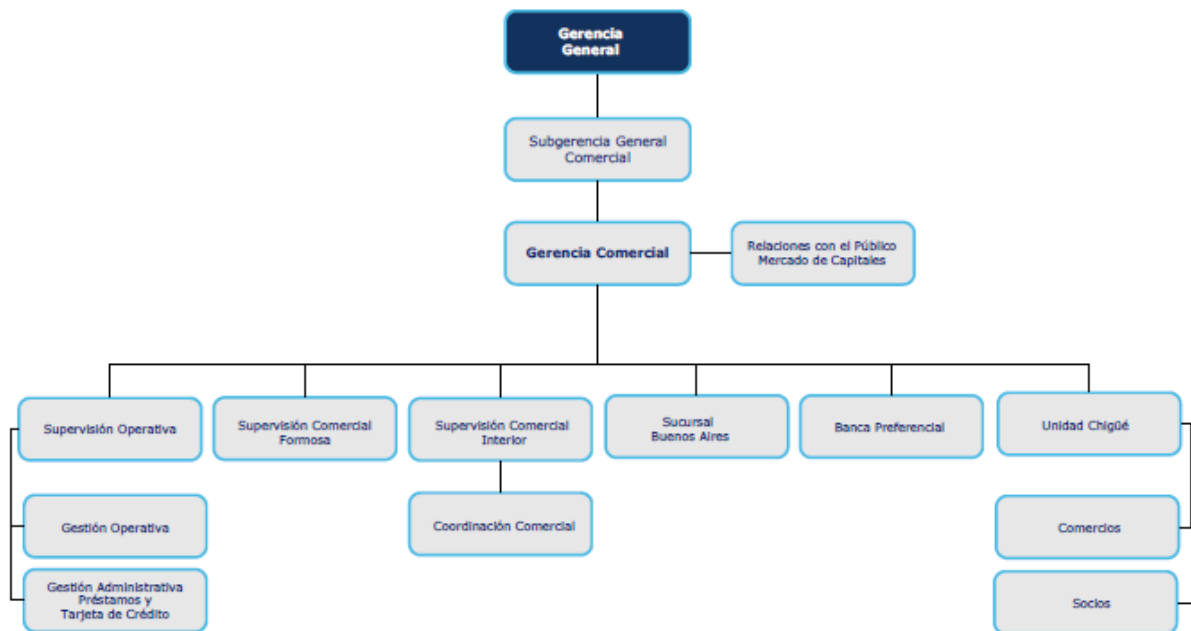 Gerencia
General
Subgerencia General
Comercial
Gerencia Comercial
Relaciones con el Público
Mercado de Capitales
Supervisión Operativa
Supervisión Comercial
Formosa
Supervisión Comercial
Interior
Sucursal
Buenos Aires
Banca Preferencial
Unidad Chigüé
Gestión Operativa
Coordinación Comercial
Comercios
Gestión Administrativa
Préstamos y
Tarjeta de Crédito
Socios